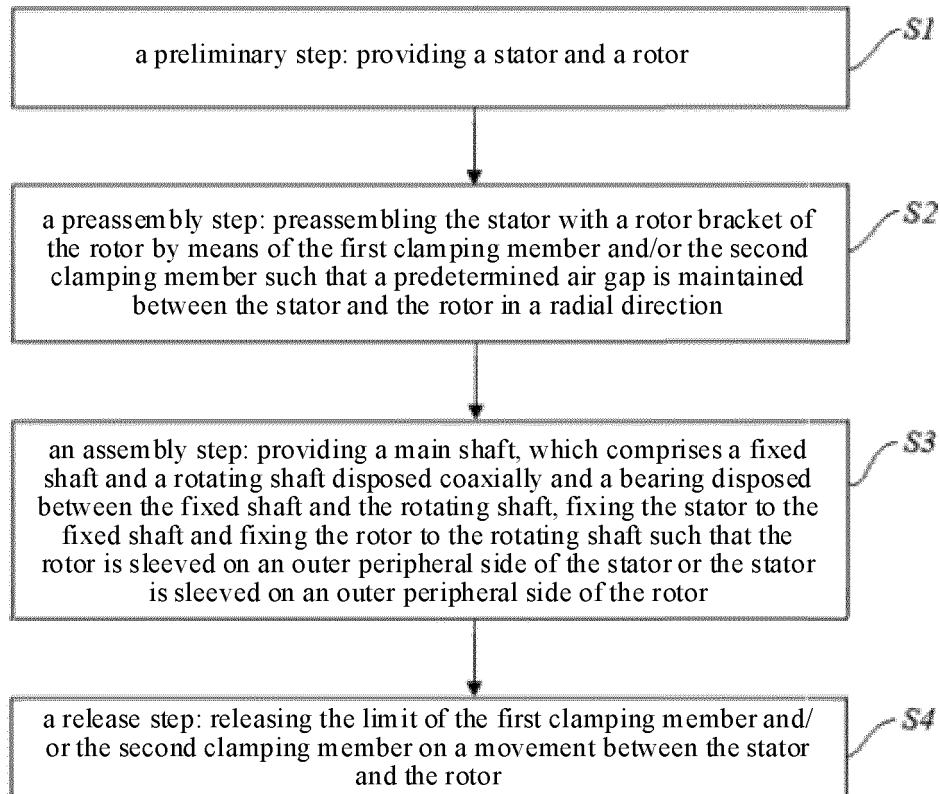 a preliminary step: providing a stator and a rotor
S1
a preassembly step: preassembling the stator with a rotor bracket of
the rotor by means of the first clamping member and/or the second
clamping member such that a predetermined air gap is maintained
between the stator and the rotor in a radial direction
S2
an assembly step: providing a main shaft, which comprises a fixed
shaft and a rotating shaft disposed coaxially and a bearing disposed
between the fixed shaft and the rotating shaft, fixing the stator to the
fixed shaft and fixing the rotor to the rotating shaft such that the
rotor is sleeved on an outer peripheral side of the stator or the stator
is sleeved on an outer peripheral side of the rotor
S3
a release step: releasing the limit of the first clamping member and/
or the second clamping member on a movement between the stator
and the rotor
S4